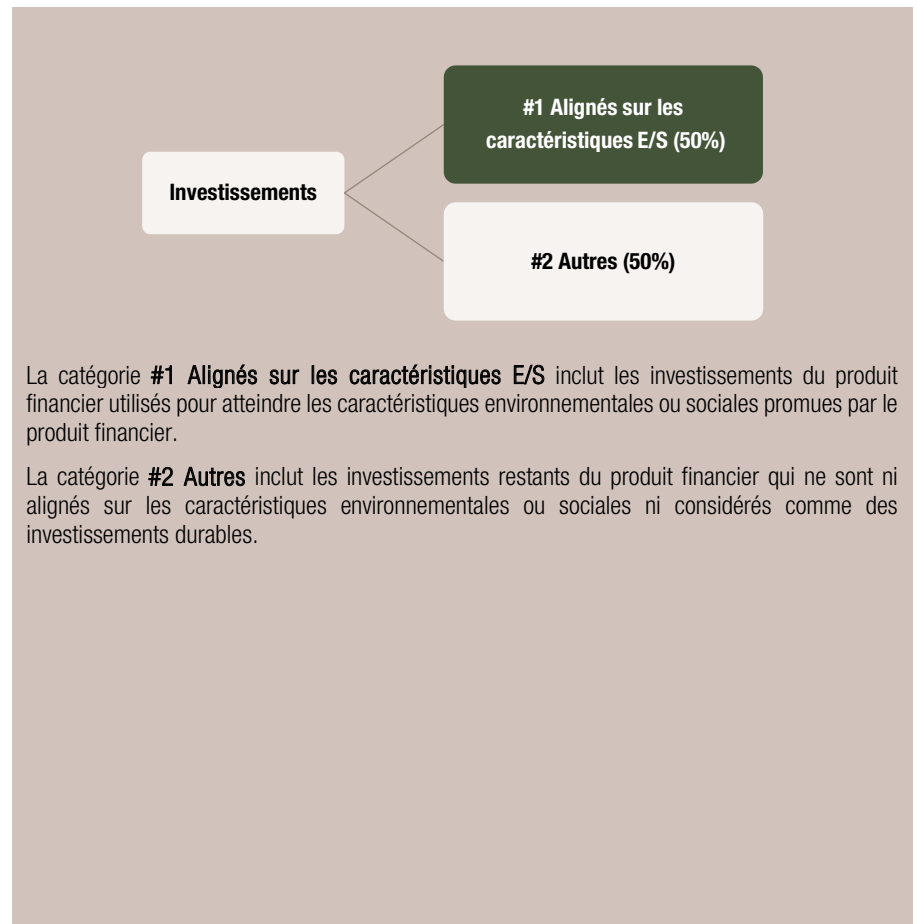 #1 Alignés sur les
caractéristiques E/S (50%)
Investissements
#2 Autres (50%)
La catégorie #1 Alignés sur les caractéristiques E/S inclut les investissements du produit
financier utilisés pour atteindre les caractéristiques environnementales ou sociales promues par le
produit financier.
La catégorie #2 Autres inclut les investissements restants du produit financier qui ne sont ni
alignés sur les caractéristiques environnementales ou sociales ni considérés comme des
investissements durables.